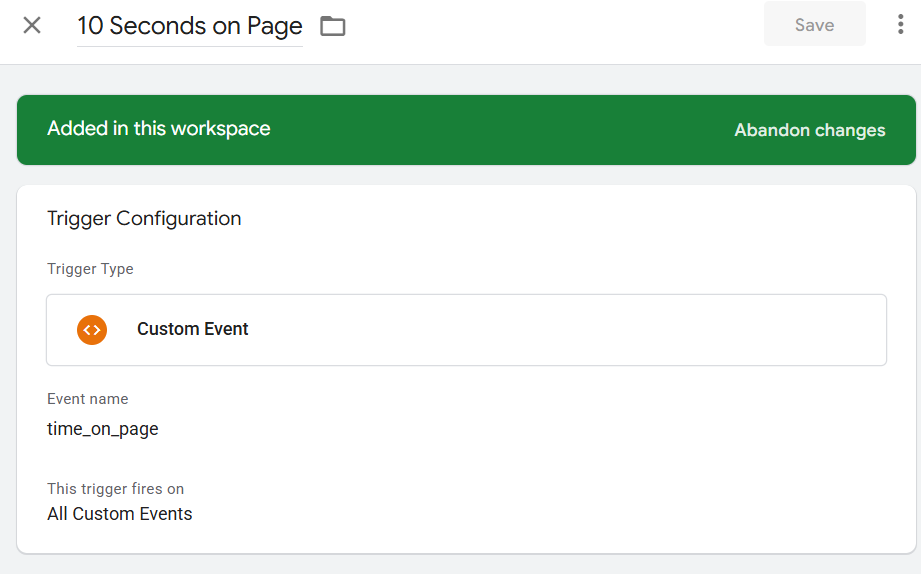 10 Seconds on Page
Save
Added in this workspace
Abandon changes
Trigger Configuration
Trigger Type
Custom Event
Event name
time_on_page
This trigger fires on
All Custom Events